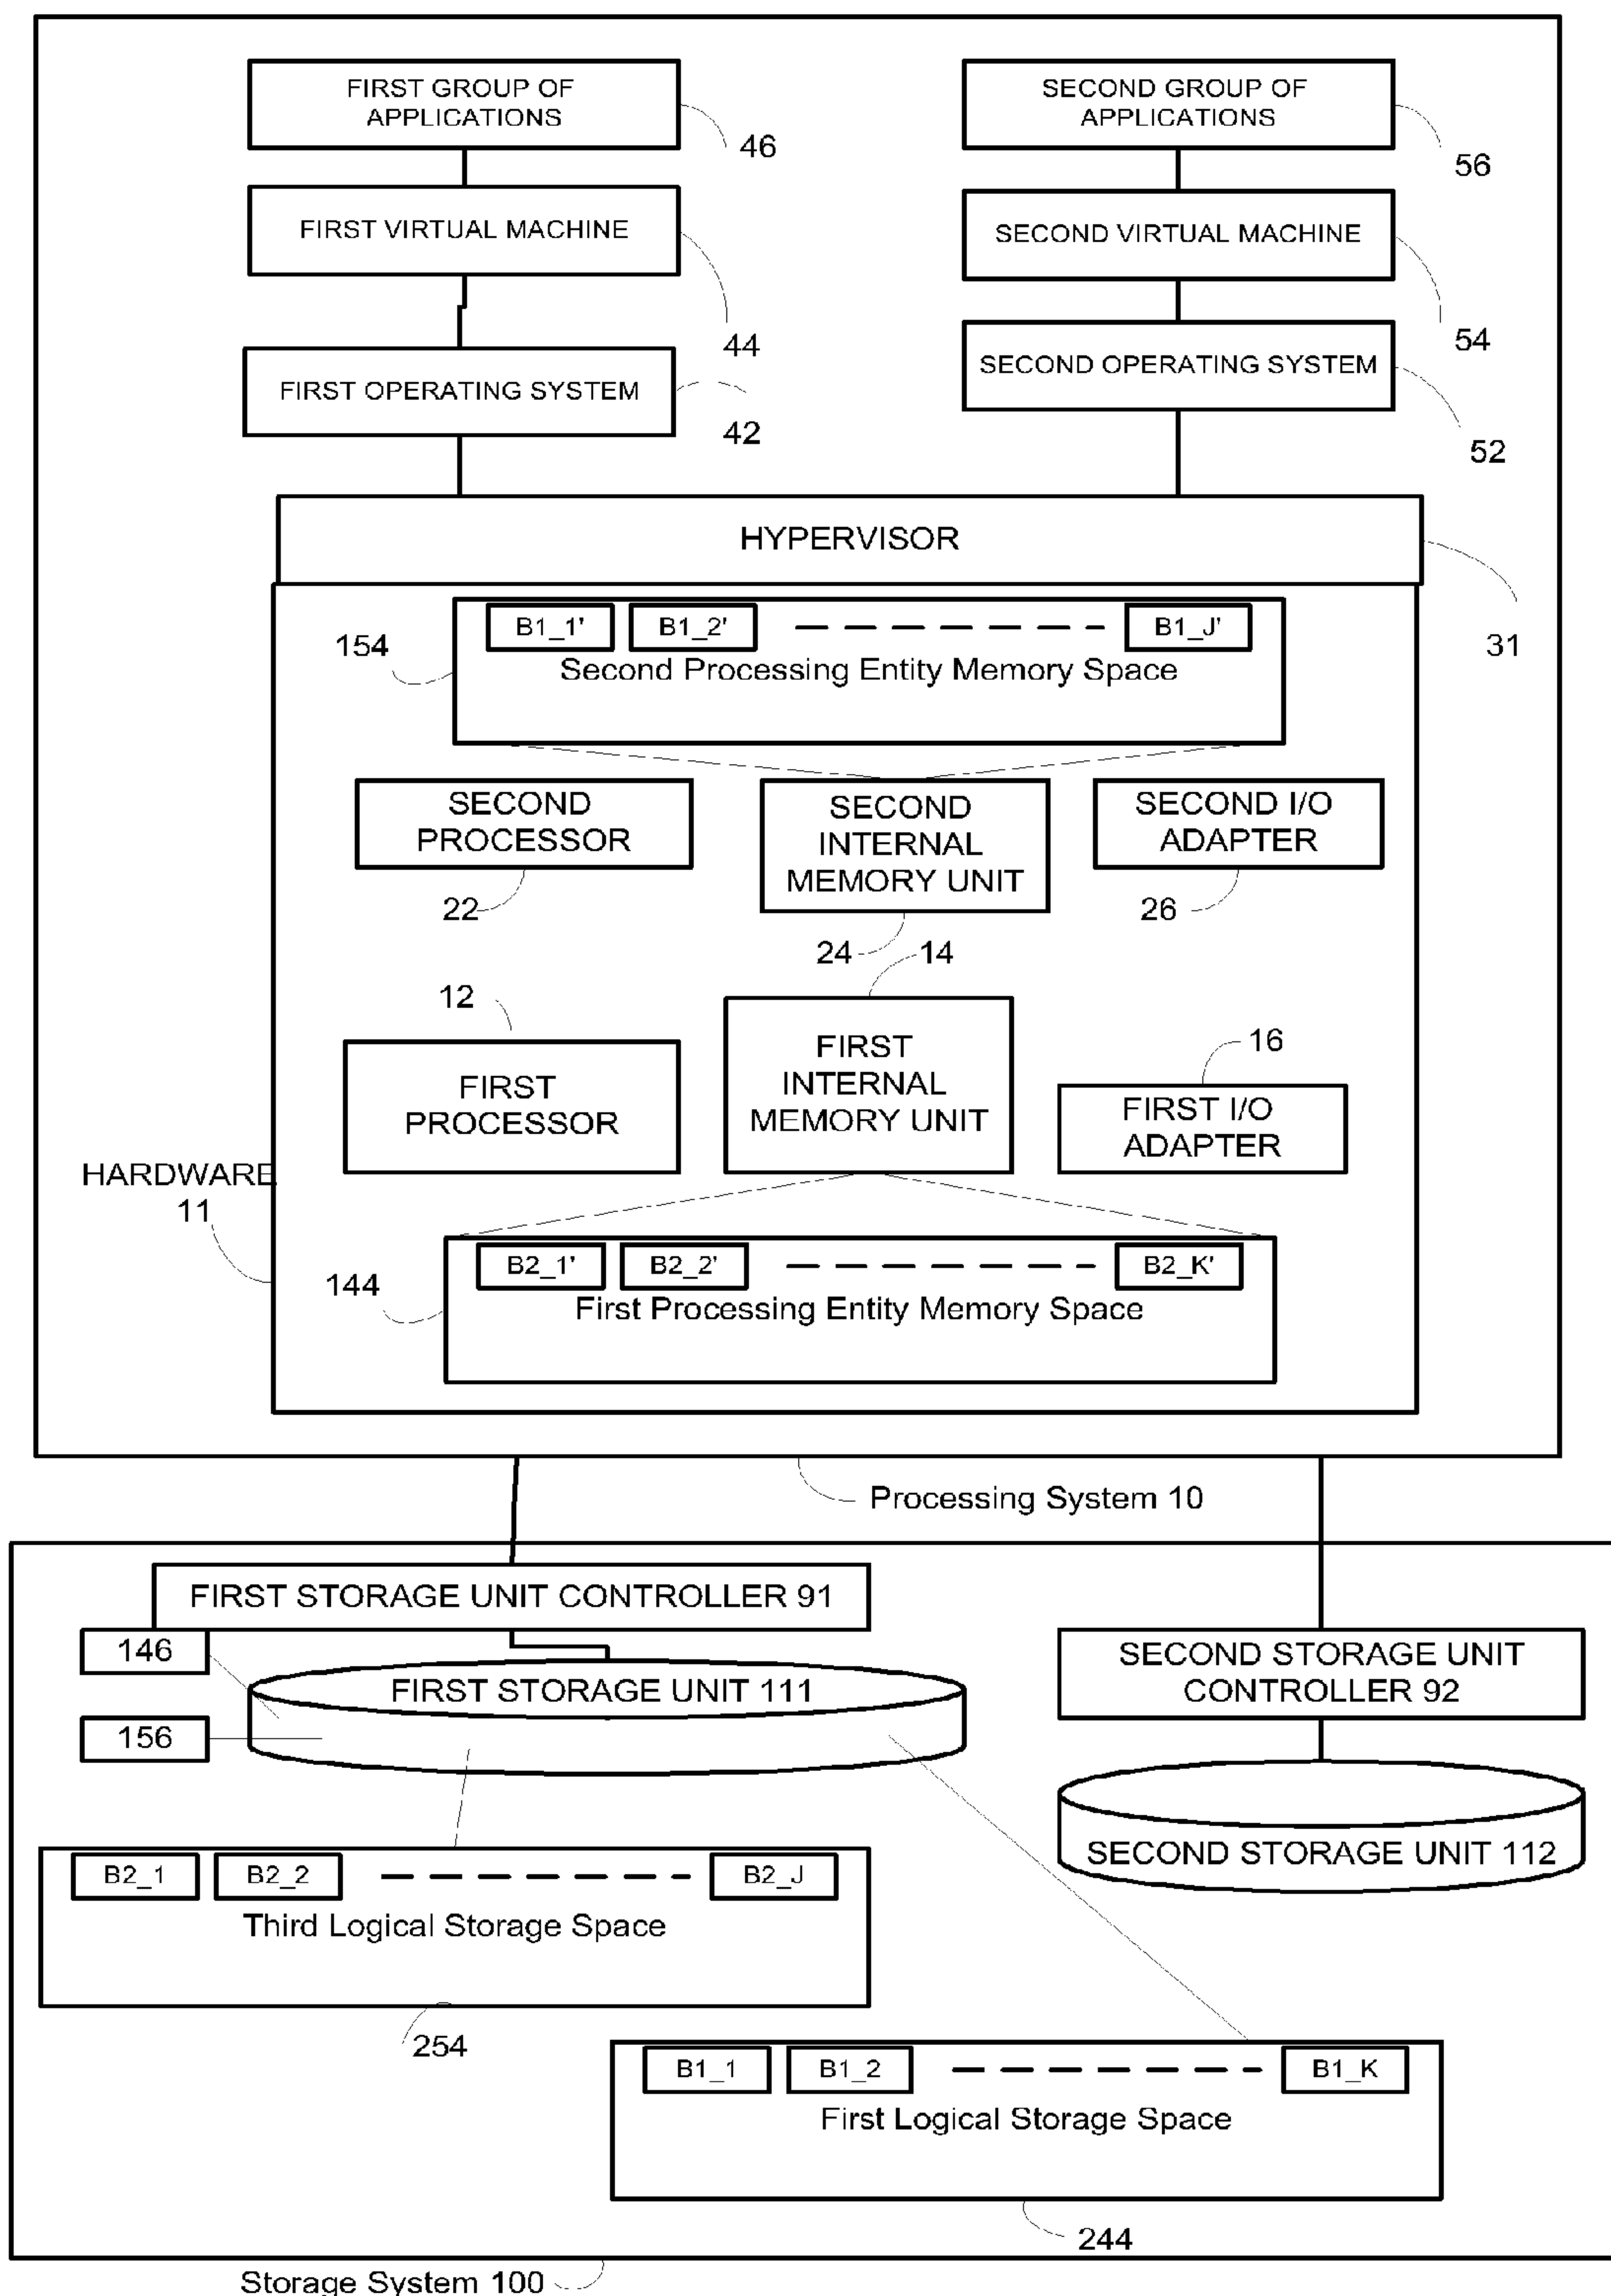 FIRST GROUP OF
APPLICATIONS
46
SECOND GROUP OF
APPLICATIONS
56
FIRST VIRTUAL MACHINE
44
SECOND VIRTUAL MACHINE
54
FIRST OPERATING SYSTEM
42
SECOND OPERATING SYSTEM
52
HYPERVISOR
31
154
B1_1'
B1_2'
B1_J'
Second Processing Entity Memory Space
SECOND
PROCESSOR
22
SECOND
INTERNAL
MEMORY UNIT
24
SECOND I/O
ADAPTER
26
14
12
FIRST
PROCESSOR
FIRST
INTERNAL
MEMORY UNIT
16
FIRST I/O
ADAPTER
HARDWARE
11
144
B2_1'
B2_2'
B2_K'
First Processing Entity Memory Space
Processing System 10
FIRST STORAGE UNIT CONTROLLER 91
146
FIRST STORAGE UNIT 111
156
SECOND STORAGE UNIT
CONTROLLER 92
SECOND STORAGE UNIT 112
B2_1
B2_2
B2_J
Third Logical Storage Space
254
B1_1
B1_2
B1_K
First Logical Storage Space
244
Storage System 100